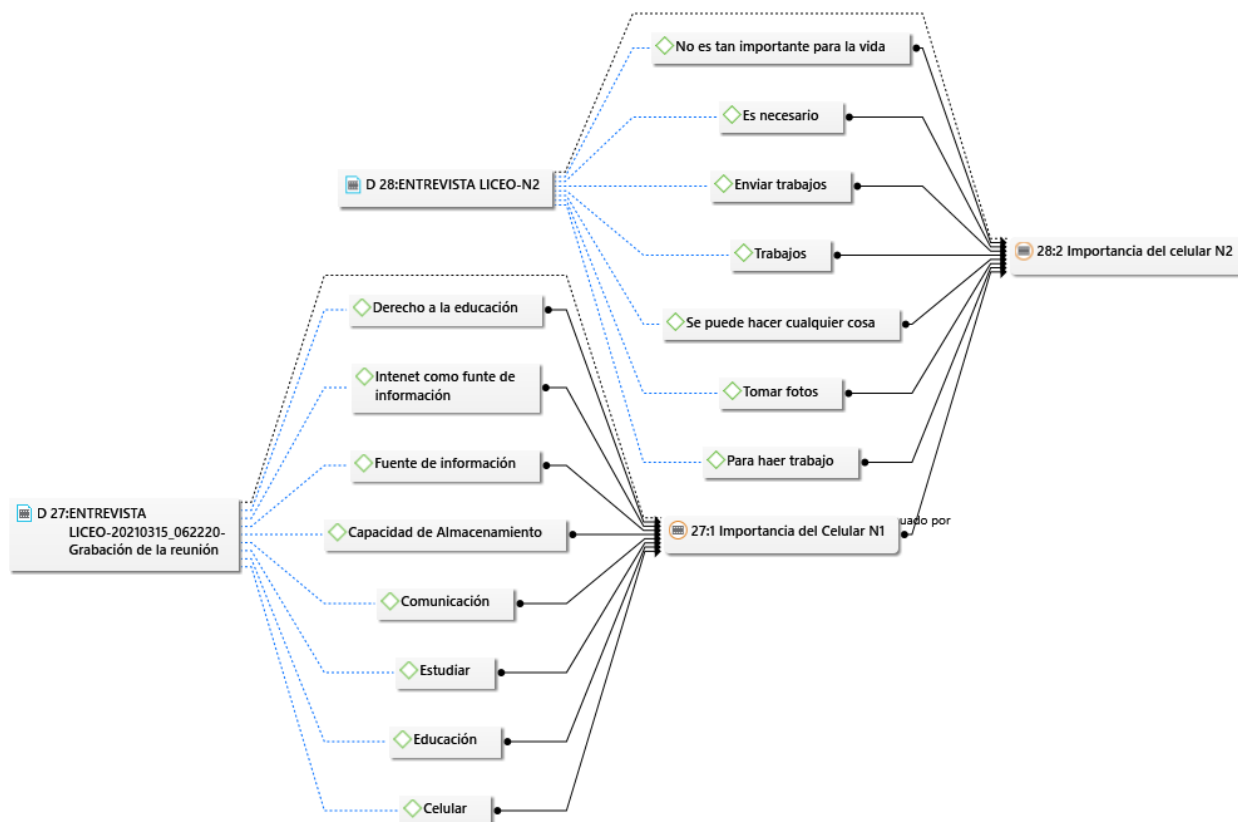 No es tan importante para la vida
Es necesario
D 28:ENTREVISTA LICEO-N2
Enviar trabajos
Trabajos
28:2 Importancia del celular N2
Derecho a la educación
Se puede hacer cualquier cosa
Intenet como funte de
información
Tomar fotos
Fuente de información
Para haer trabajo
D 27:ENTREVISTA
LICEO-20210315_062220-
Grabación de la reunión
Capacidad de Almacenamiento
27:1 Importancia del Celular N1
uado por
Comunicación
Estudiar
Educación
Celular